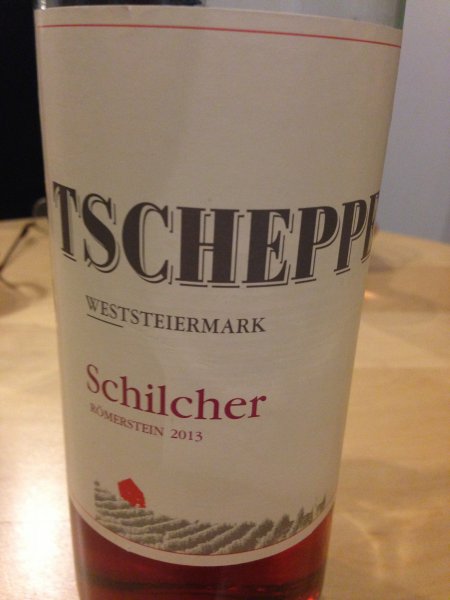 TSCHEPPE
WESTSTEIERMARK
Schilcher
RÖMERSTEIN 2013